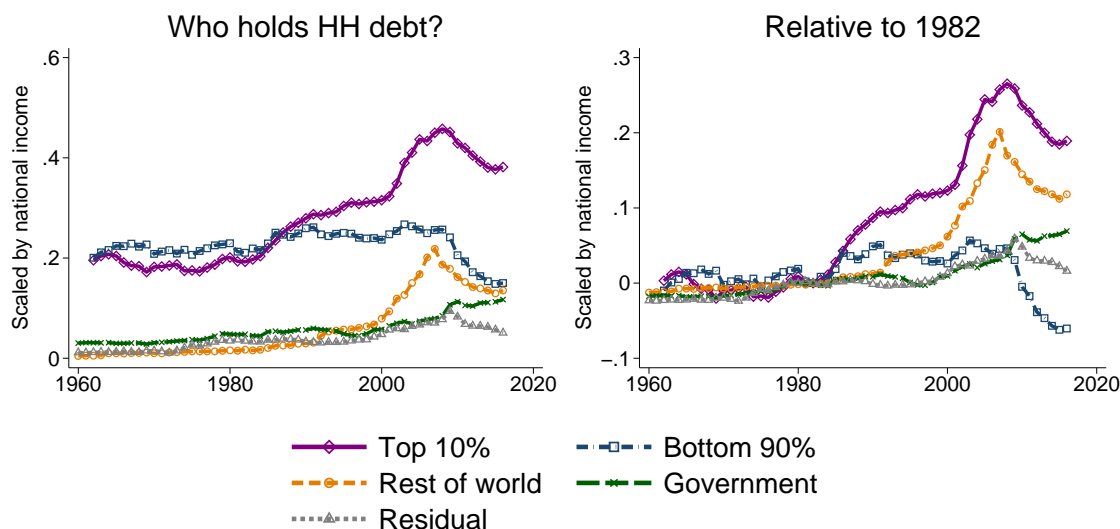 Who holds HH debt?
Relative to 1982
Scaled by national income
.6
.4
.2
0
1960 1980 2000 2020
Scaled by national income
.3
.2
.1
0
−.1
1960 1980 2000 2020
Top 10% Bottom 90%
Rest of world Government
Residual